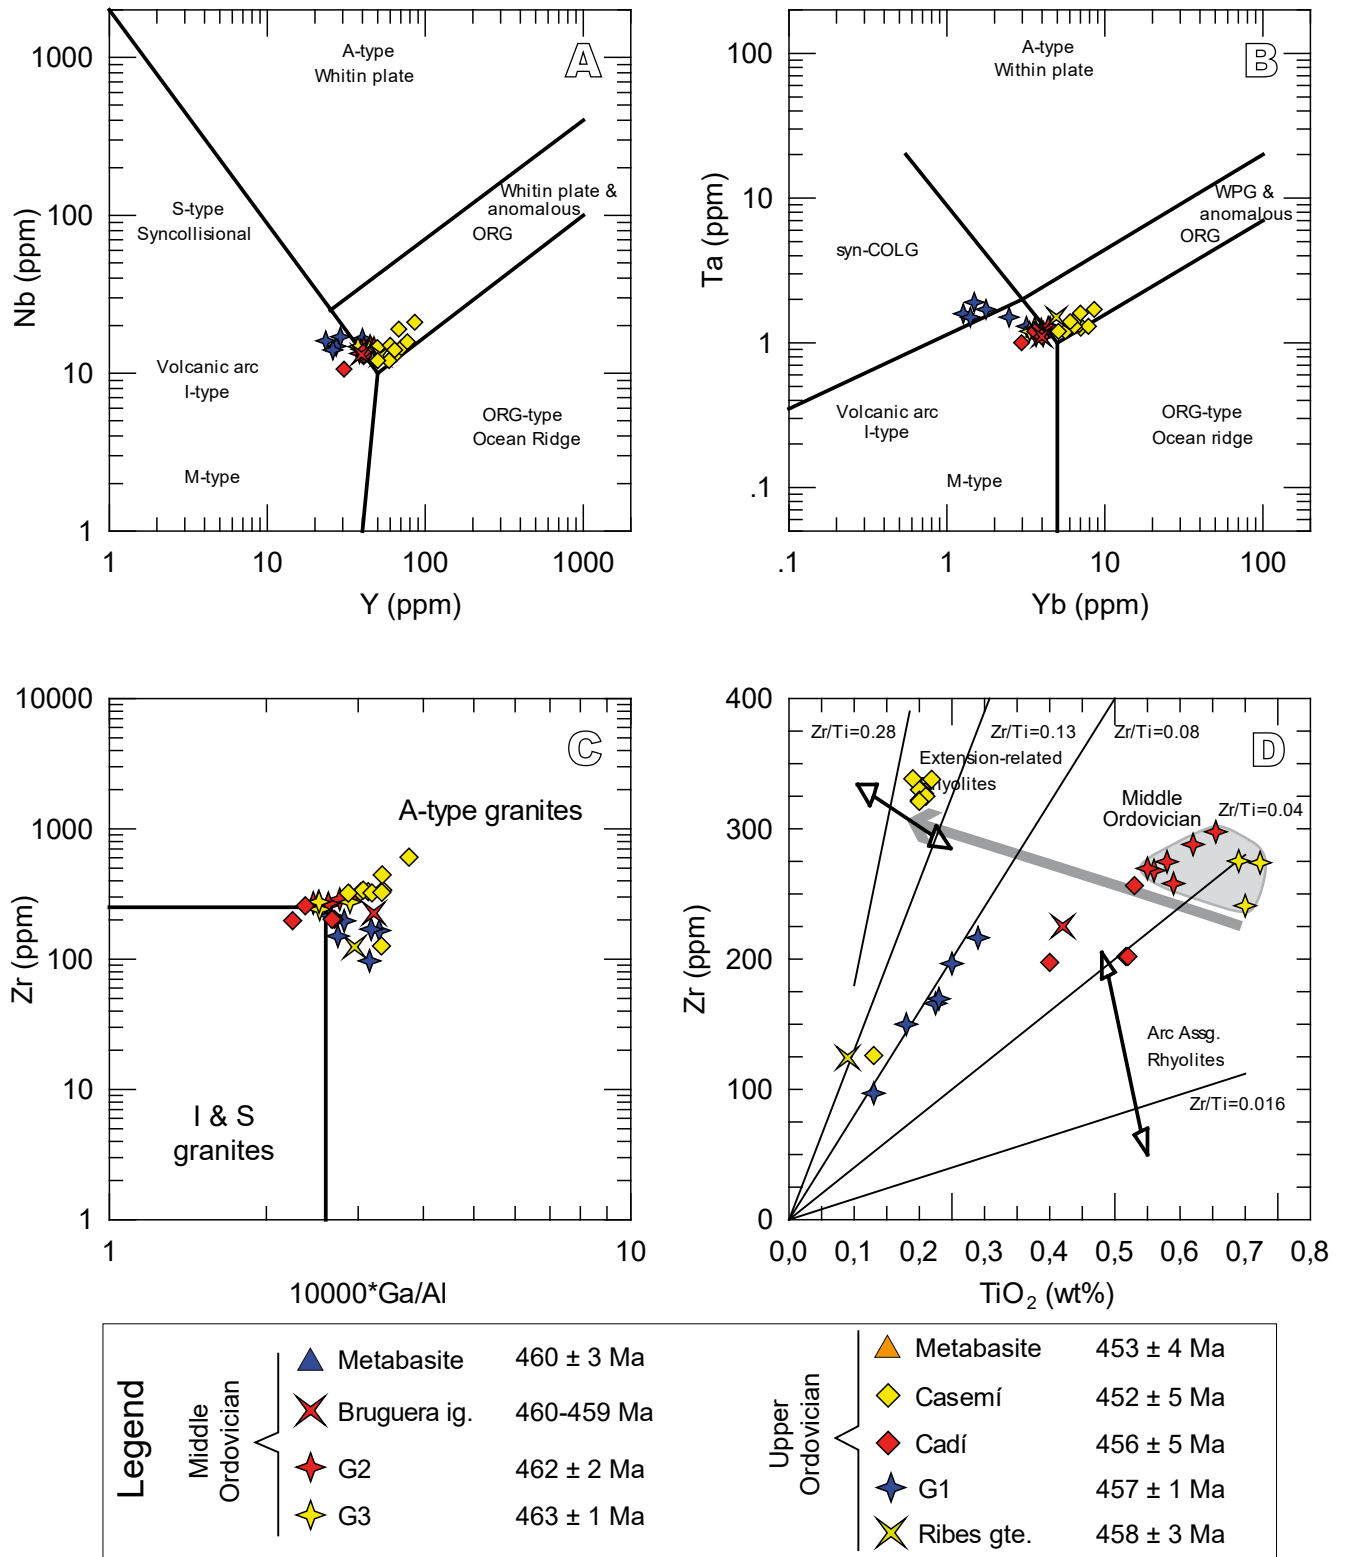 A-type
Whitin plate
A
1000
100
10
1
Nb (ppm)
S-type
Syncollisional
Whitin plate &
anomalous
ORG
Volcanic arc
I-type
ORG-type
Ocean Ridge
M-type
1
10
100
1000
Y (ppm)
A-type
Within plate
B
100
10
1
.1
Ta (ppm)
syn-COLG
WPG &
anomalous
ORG
Volcanic arc
I-type
ORG-type
Ocean ridge
M-type
.1
1
10
100
Yb (ppm)
10000
1000
100
10
1
Zr (ppm)
C
A-type granites
I & S
granites
1
10
10000*Ga/Al
400
300
200
100
0
Zr (ppm)
Zr/Ti=0.28
Zr/Ti=0.13
Zr/Ti=0.08
D
Extension-related
rhyolites
Middle
Ordovician
Zr/Ti=0.04
Arc Assg.
Rhyolites
Zr/Ti=0.016
0,0
0,1
0,2
0,3
0,4
0,5
0,6
0,7
0,8
TiO2 (wt%)
Legend
Middle
Ordovician
Metabasite 460 ± 3 Ma
Bruguera ig. 460-459 Ma
G2 462 ± 2 Ma
G3 463 ± 1 Ma
Upper
Ordovician
Metabasite 453 ± 4 Ma
Casemí 452 ± 5 Ma
Cadí 456 ± 5 Ma
G1 457 ± 1 Ma
Ribes gte. 458 ± 3 Ma